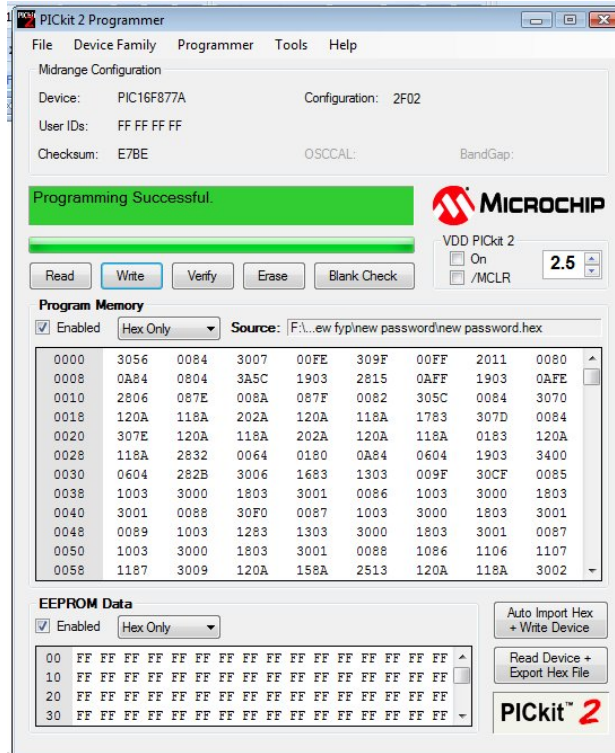 PICkit 2 Programmer
File Device Family Programmer Tools Help
Midrange Configuration
Device: PIC16F877A Configuration: 2F02
User IDs: FF FF FF FF
Checksum: E7BE OSCCAL: BandGap:
Programming Successful.
MICROCHIP
VDD PICkit 2
On
/MCLR
2.5
Read Write Verify Erase Blank Check
Program Memory
Enabled Hex Only Source: F:\...ew fyp\new password\new password.hex
0000 3056 0084 3007 00FE 309F 00FF 2011 0080
0008 0A84 0804 3A5C 1903 2815 0AFF 1903 0AFE
0010 2806 087E 008A 087F 0082 305C 0084 3070
0018 120A 118A 202A 120A 118A 1783 307D 0084
0020 307E 120A 118A 202A 120A 118A 0183 120A
0028 118A 2832 0064 0180 0A84 0604 1903 3400
0030 0604 282B 3006 1683 1303 009F 30CF 0085
0038 1003 3000 1803 3001 0086 1003 3000 1803
0040 3001 0088 30F0 0087 1003 3000 1803 3001
0048 0089 1003 1283 1303 3000 1803 3001 0087
0050 1003 3000 1803 3001 0088 1086 1106 1107
0058 1187 3009 120A 158A 2513 120A 118A 3002
EEPROM Data
Enabled Hex Only
00 FF FF FF FF FF FF FF FF FF FF FF FF FF FF FF FF
10 FF FF FF FF FF FF FF FF FF FF FF FF FF FF FF FF
20 FF FF FF FF FF FF FF FF FF FF FF FF FF FF FF FF
30 FF FF FF FF FF FF FF FF FF FF FF FF FF FF FF FF
Auto Import Hex
+ Write Device
Read Device +
Export Hex File
PICkit™ 2